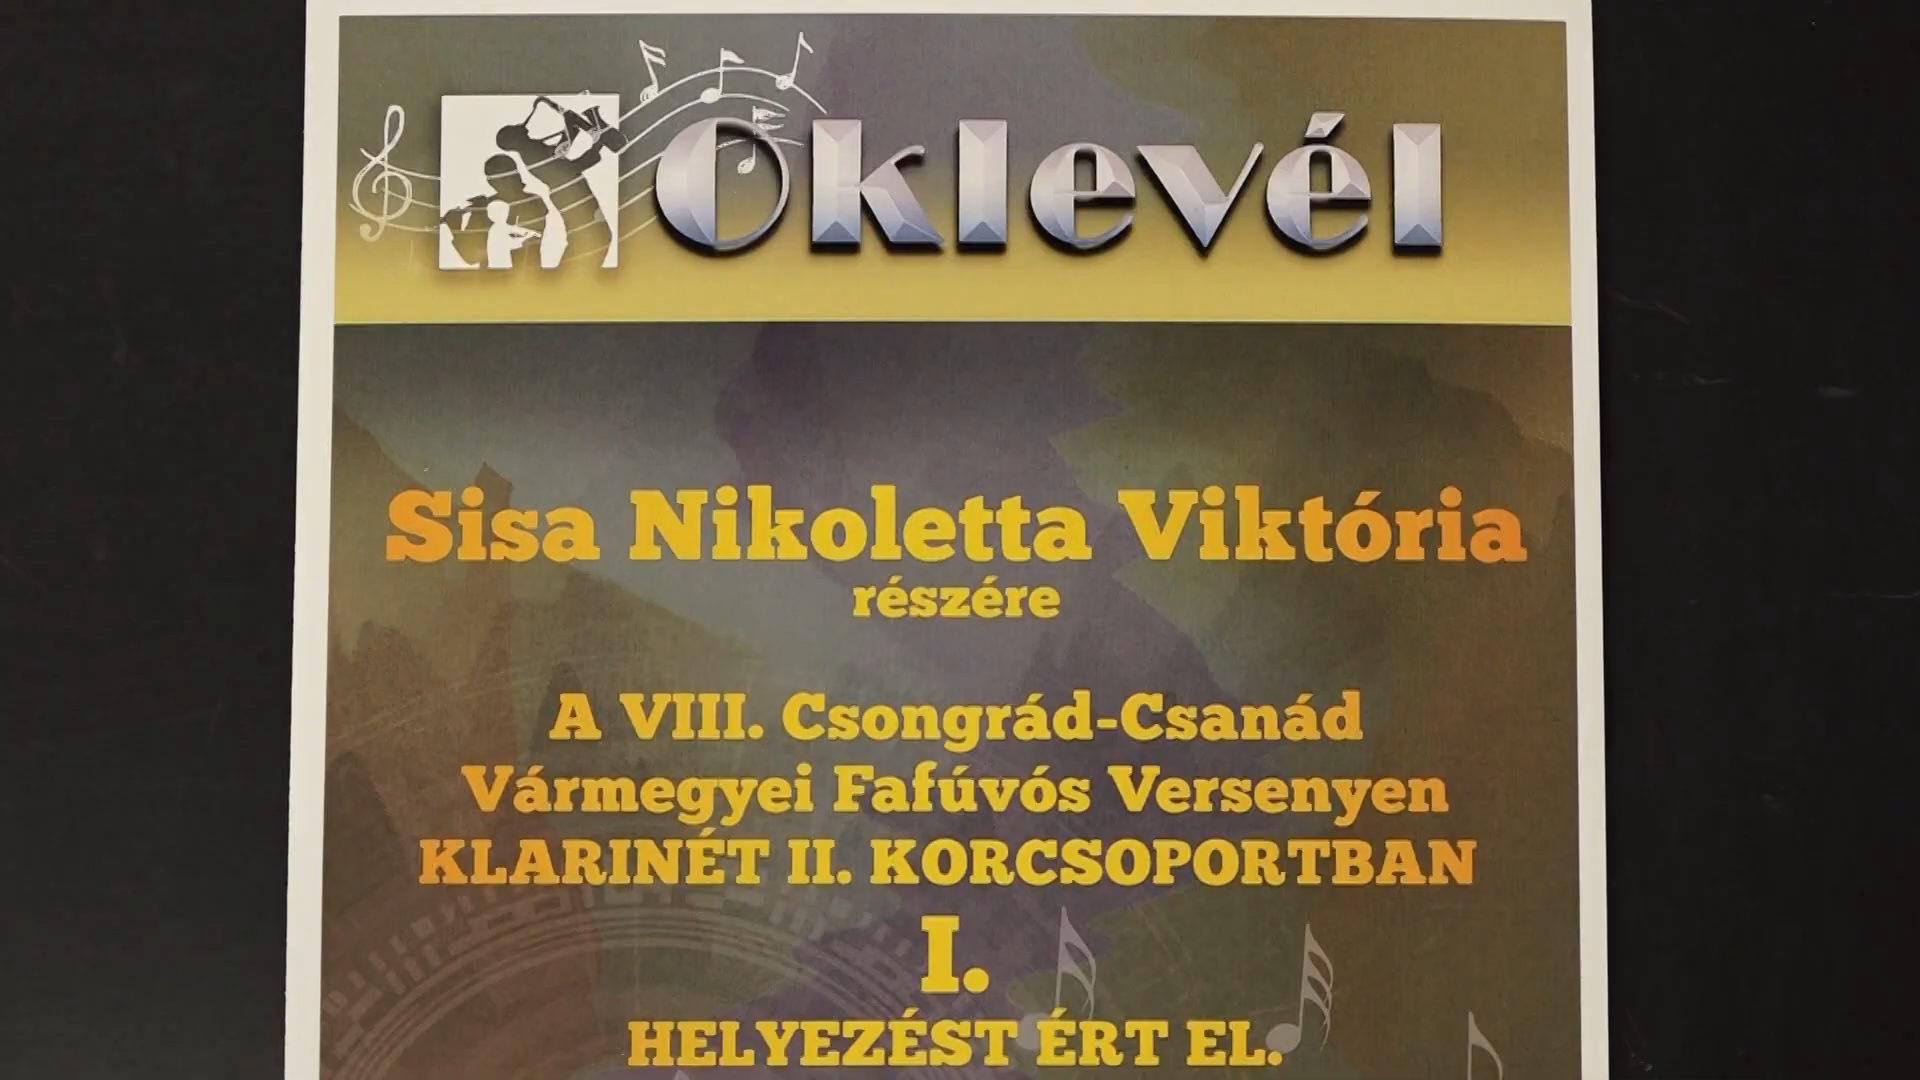 Oklevél
Sisa Nikoletta Viktória
részére
A VIII. Csongrád-Csanád
Vármegyei Fafúvós Versenyen
KLARINÉT II. KORCSOPORTBAN
I.
HELYEZÉST ÉRT EL.